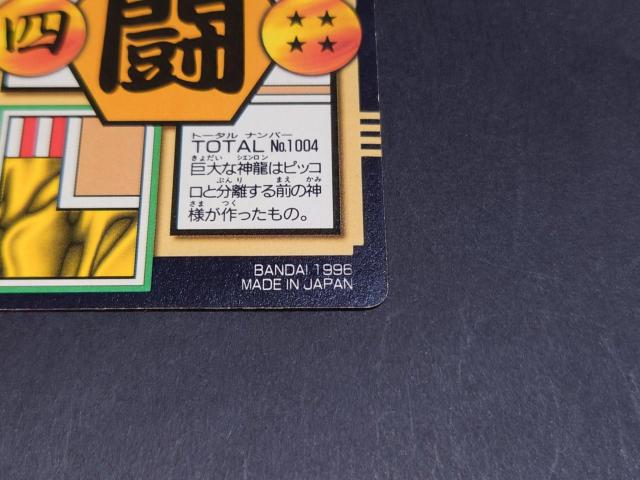 四
闘
トータル ナンバー
TOTAL No.1004
きょだい シェンロン
巨大な神龍はピッコ
ぶんり まえ かみ
ロと分離する前の神
さま つく
様が作ったもの。
BANDAI 1996
MADE IN JAPAN